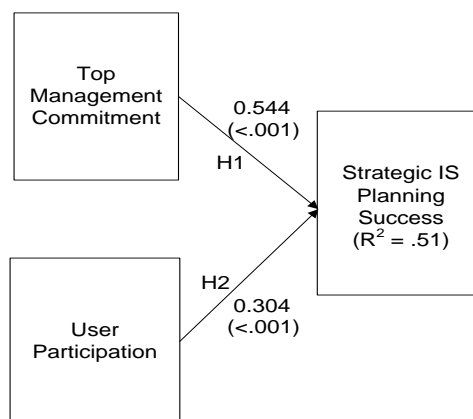 Top
Management
Commitment
0.544
(<.001)
H1
Strategic IS
Planning
Success
(R² = .51)
H2
0.304
(<.001)
User
Participation